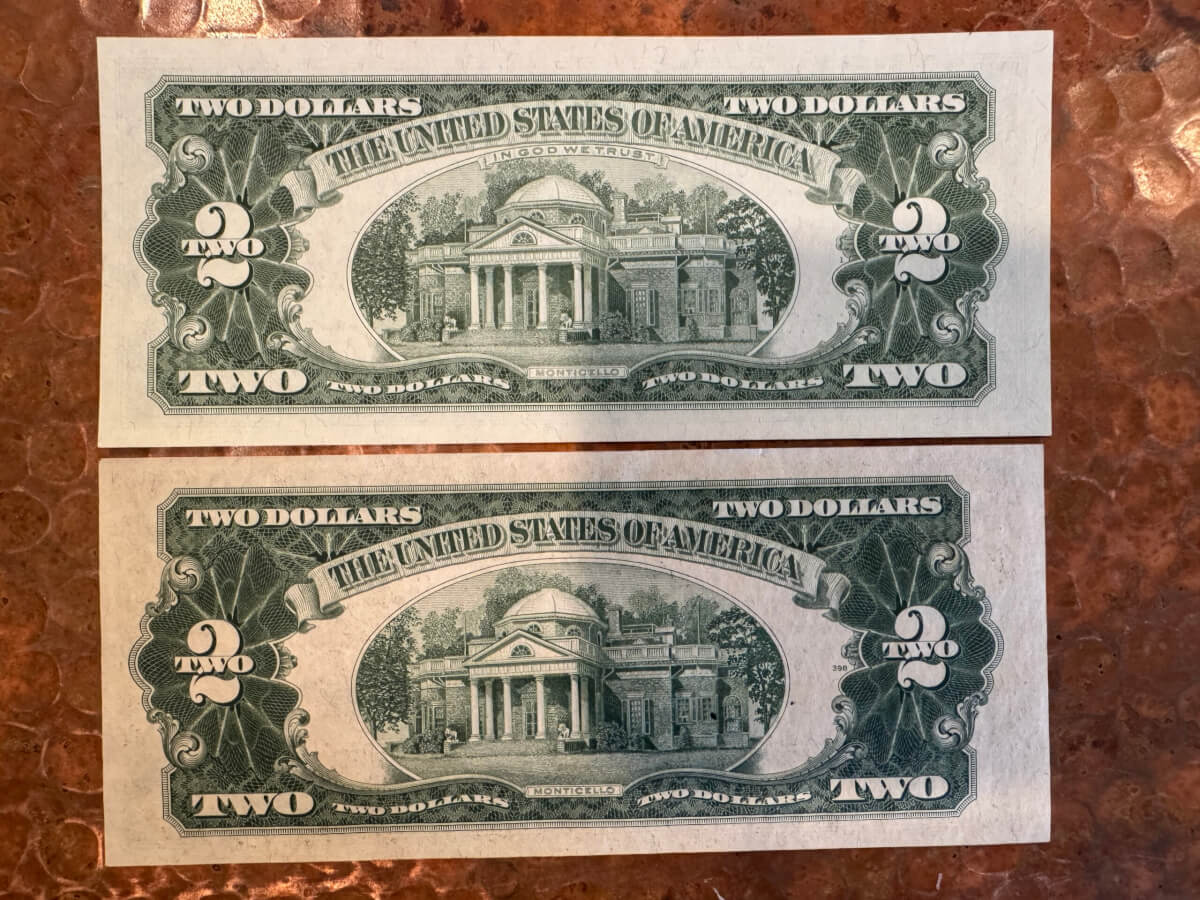 TWO DOLLARS TWO DOLLARS
THE UNITED STATES OF AMERICA
IN GOD WE TRUST
2 2
TWO TWO
MONTICELLO
TWO TWO DOLLARS TWO DOLLARS TWO
TWO DOLLARS TWO DOLLARS
THE UNITED STATES OF AMERICA
2 2
TWO TWO
398
MONTICELLO
TWO TWO DOLLARS TWO DOLLARS TWO